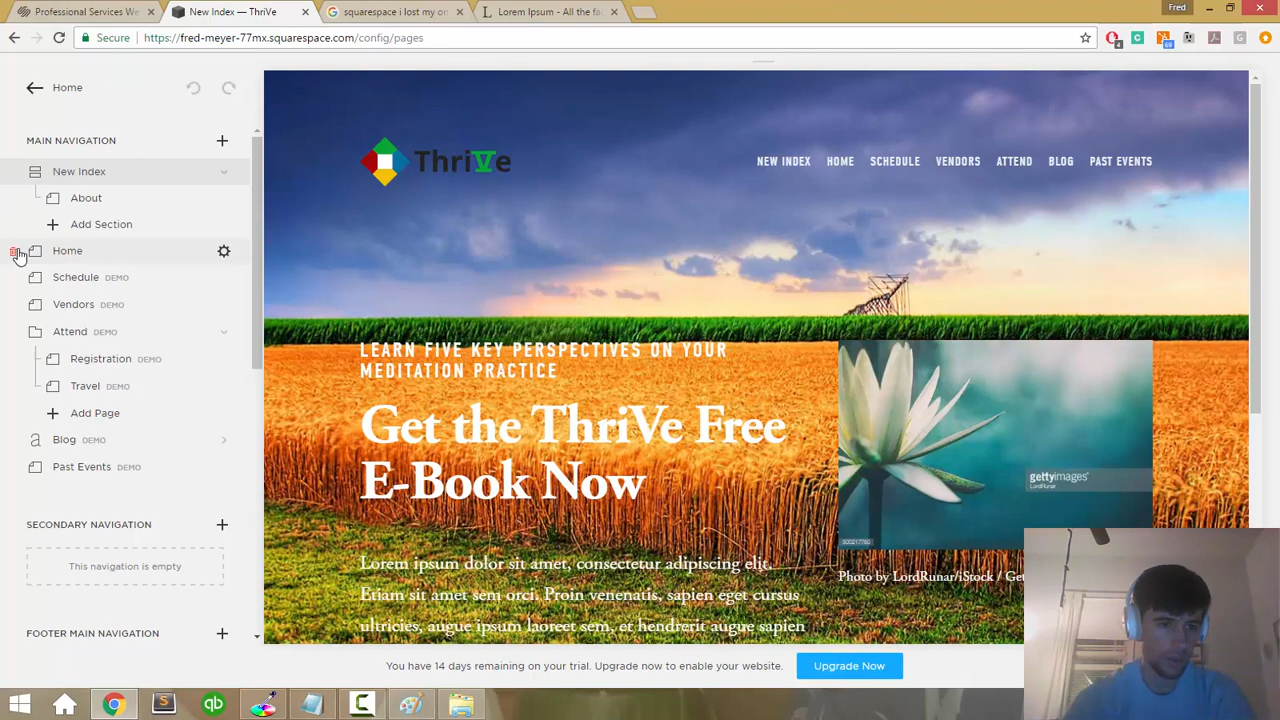 Professional Services We
New Index — ThriVe
squarespace i lost my on
Lorem Ipsum - All the fa
Fred
Secure
https://fred-meyer-77mx.squarespace.com/config/pages
4
69
Home
MAIN NAVIGATION
New Index
About
Add Section
Home
Schedule DEMO
Vendors DEMO
Attend DEMO
Registration DEMO
Travel DEMO
Add Page
Blog DEMO
Past Events DEMO
SECONDARY NAVIGATION
This navigation is empty
FOOTER MAIN NAVIGATION
ThriVe
NEW INDEX HOME SCHEDULE VENDORS ATTEND BLOG PAST EVENTS
LEARN FIVE KEY PERSPECTIVES ON YOUR
MEDITATION PRACTICE
Get the ThriVe Free
E-Book Now
Lorem ipsum dolor sit amet, consectetur adipiscing elit.
Etiam sit amet sem orci. Proin venenatis, sapien eget cursus
ultricies, augue ipsum laoreet sem, et hendrerit augue sapien
gettyimages
LordRunar
Photo by LordRunar/iStock / Get
You have 14 days remaining on your trial. Upgrade now to enable your website.
Upgrade Now